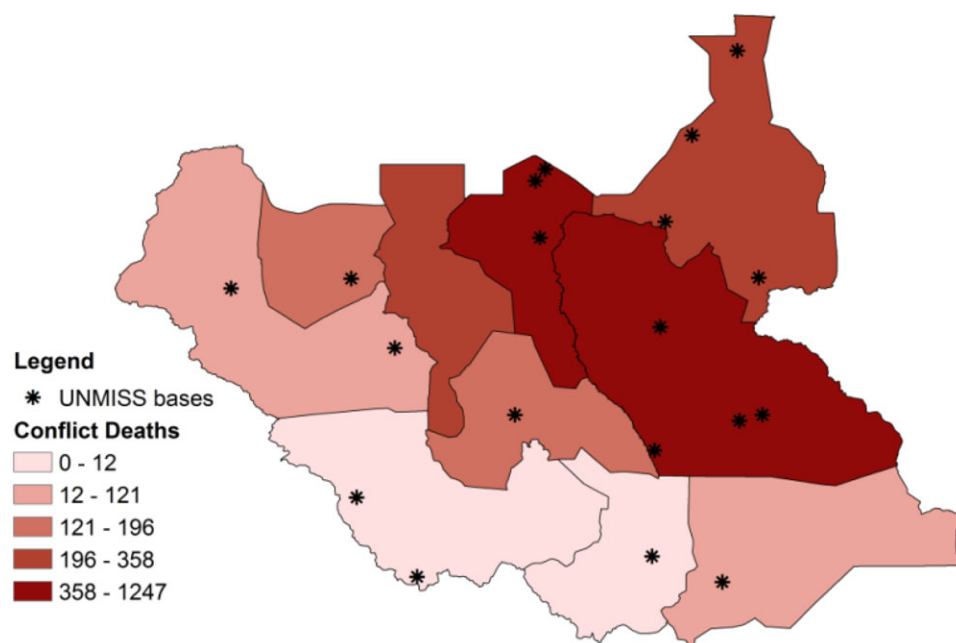 Legend
UNMISS bases
Conflict Deaths
0 - 12
12 - 121
121 - 196
196 - 358
358 - 1247